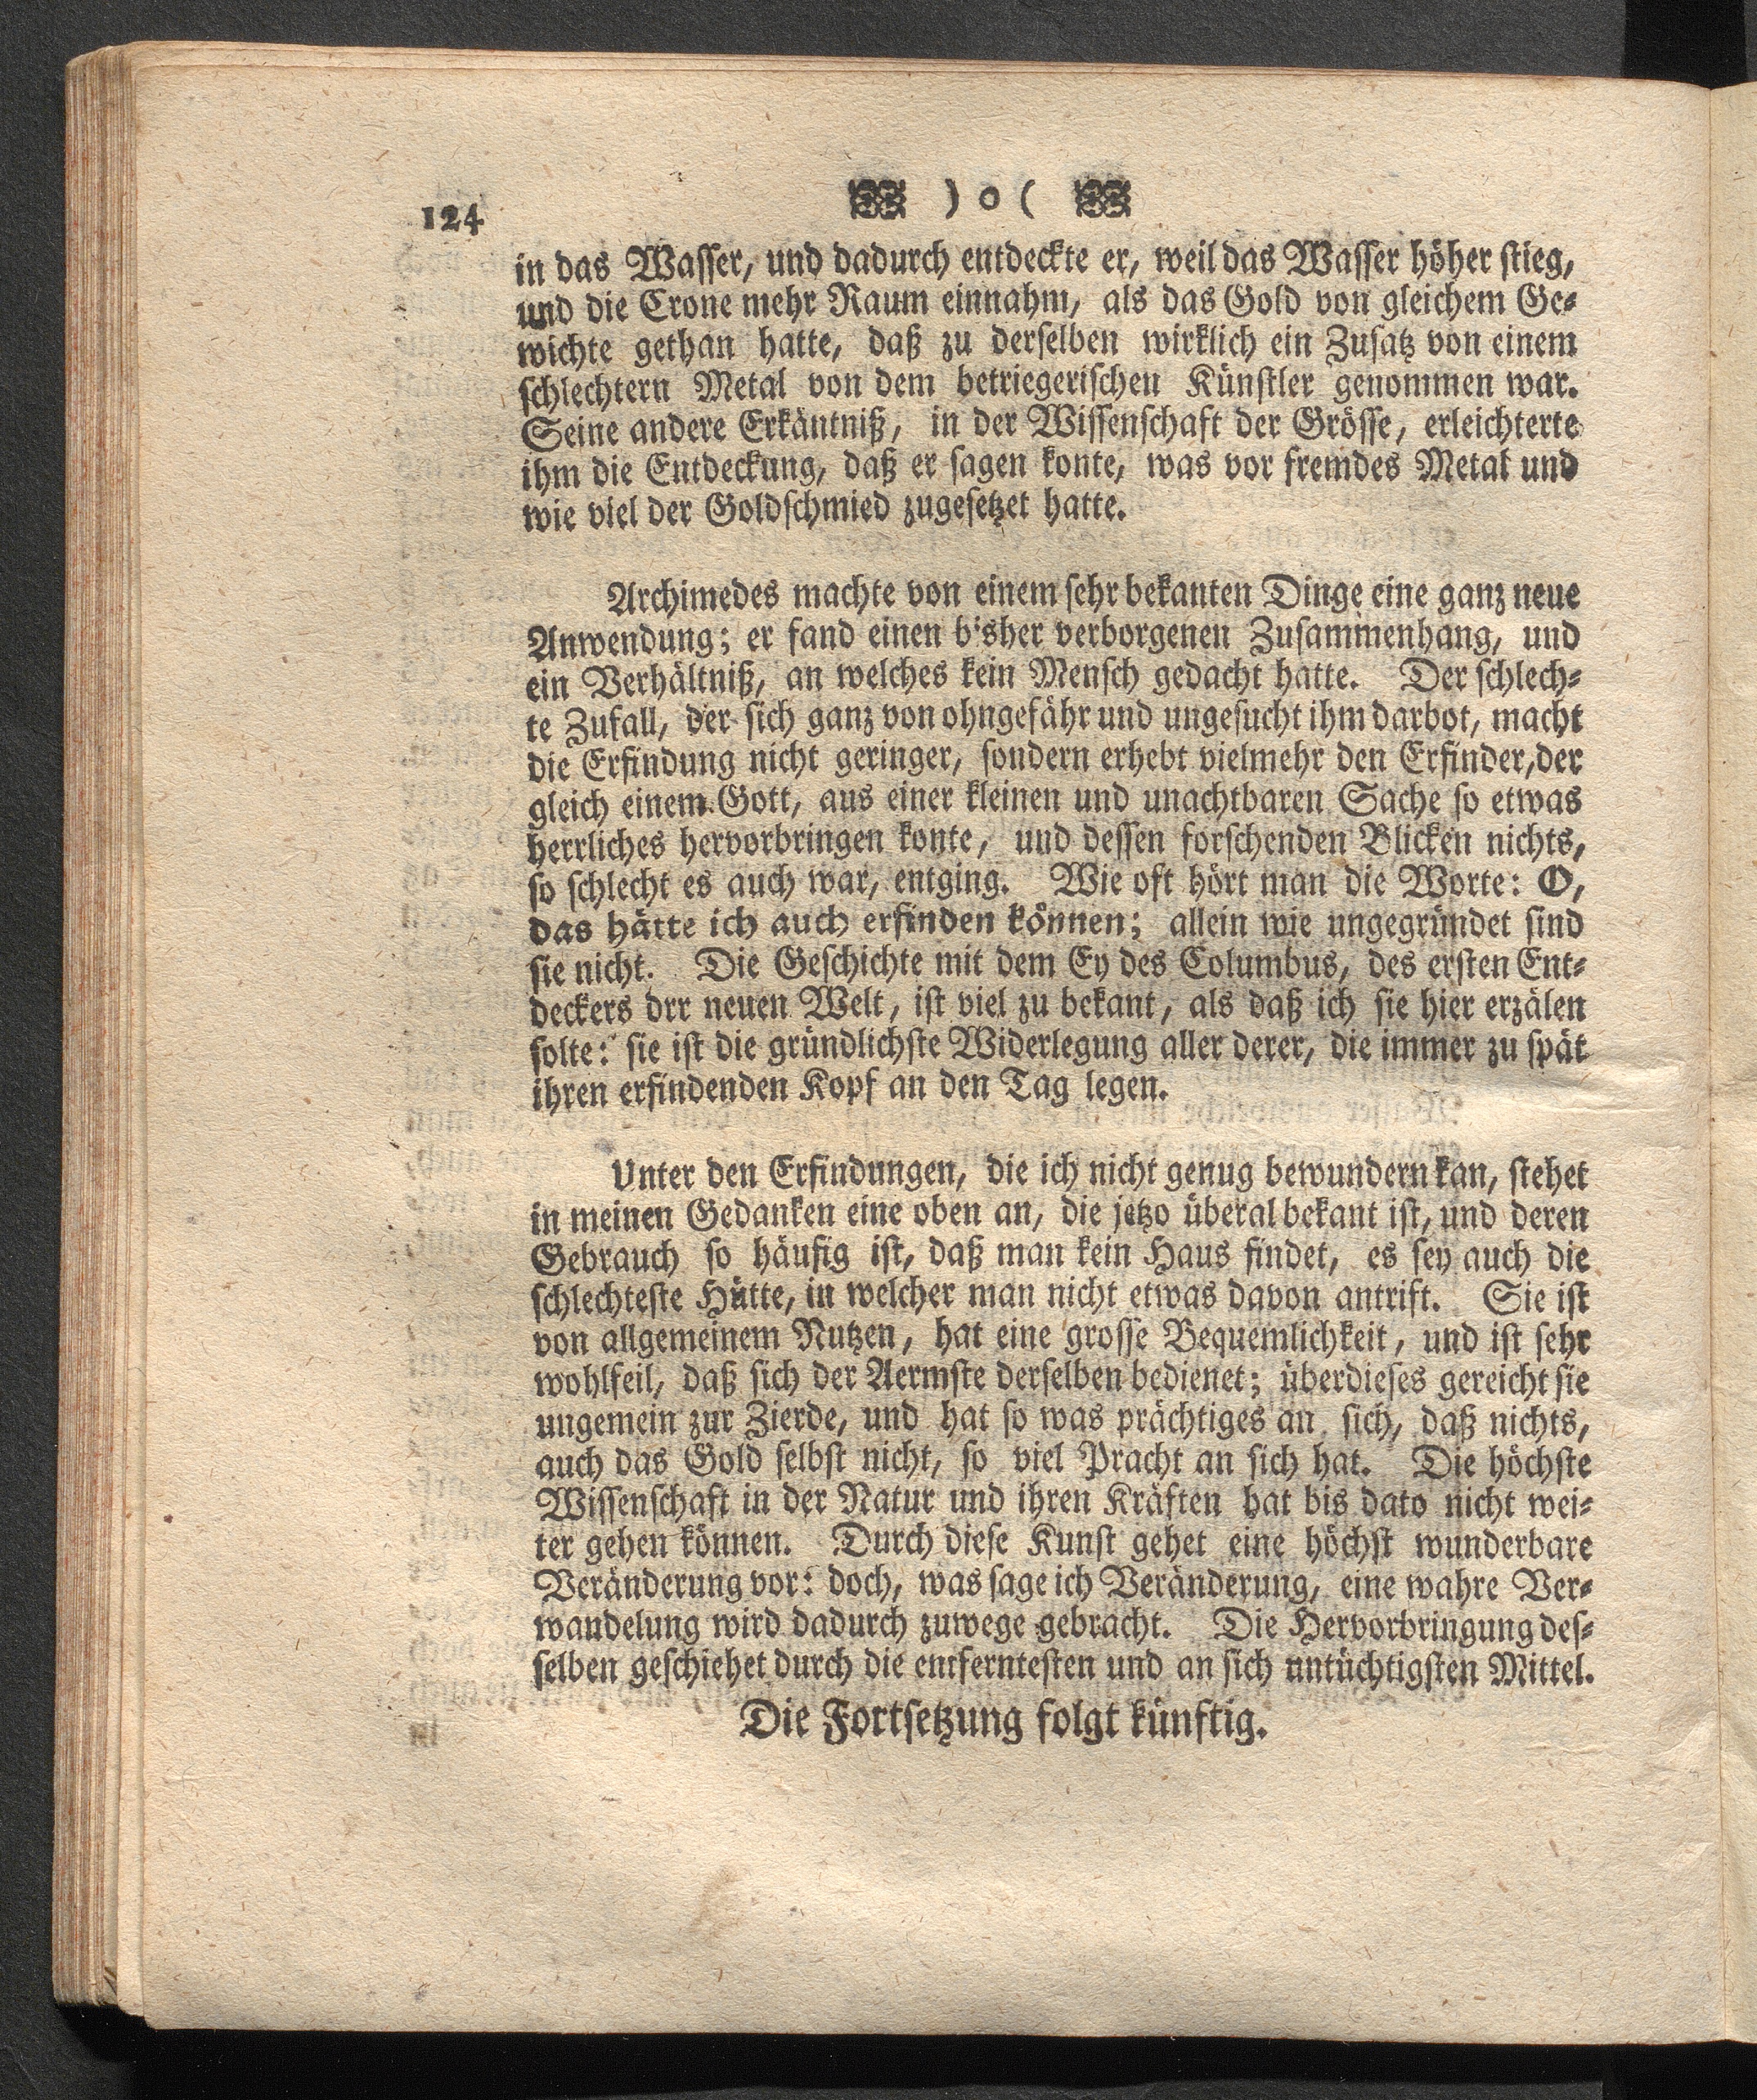 124
) o (
in das Wasser, und dadurch entdeckte er, weil das Wasser höher stieg,
und die Crone mehr Raum einnahm, als das Gold von gleichem Ge-
wichte gethan hatte, daß zu derselben wirklich ein Zusatz von einem
schlechtern Metal von dem betriegerischen Künstler genommen war.
Seine andere Erkäntniß, in der Wissenschaft der Grösse, erleichterte
ihm die Entdeckung, daß er sagen konte, was vor fremdes Metal und
wie viel der Goldschmied zugesetzet hatte.
Archimedes machte von einem sehr bekanten Dinge eine ganz neue
Anwendung; er fand einen bisher verborgenen Zusammenhang, und
ein Verhältniß, an welches kein Mensch gedacht hatte. Der schlech-
te Zufall, der sich ganz von ohngefähr und ungesucht ihm darbot, macht
die Erfindung nicht geringer, sondern erhebt vielmehr den Erfinder, der
gleich einem Gott, aus einer kleinen und unachtbaren Sache so etwas
herrliches hervorbringen konte, und dessen forschenden Blicken nichts,
so schlecht es auch war, entging. Wie oft hört man die Worte: O,
das hätte ich auch erfinden können; allein wie ungegründet sind
sie nicht. Die Geschichte mit dem Ey des Columbus, des ersten Ent-
deckers drr neuen Welt, ist viel zu bekant, als daß ich sie hier erzälen
solte: sie ist die gründlichste Widerlegung aller derer, die immer zu spät
ihren erfindenden Kopf an den Tag legen.
Unter den Erfindungen, die ich nicht genug bewundern kan, stehet
in meinen Gedanken eine oben an, die jetzo überal bekant ist, und deren
Gebrauch so häufig ist, daß man kein Haus findet, es sey auch die
schlechteste Hütte, in welcher man nicht etwas davon antrift. Sie ist
von allgemeinem Nutzen, hat eine grosse Bequemlichkeit, und ist sehr
wohlfeil, daß sich der Aermste derselben bedienet; überdieses gereicht sie
ungemein zur Zierde, und hat so was prächtiges an sich, daß nichts,
auch das Gold selbst nicht, so viel Pracht an sich hat. Die höchste
Wissenschaft in der Natur und ihren Kräften hat bis dato nicht wei-
ter gehen können. Durch diese Kunst gehet eine höchst wunderbare
Veränderung vor: doch, was sage ich Veränderung, eine wahre Ver-
wandelung wird dadurch zuwege gebracht. Die Hervorbringung des-
selben geschiehet durch die entferntesten und an sich untüchtigsten Mittel.
Die Fortsetzung folgt künftig.